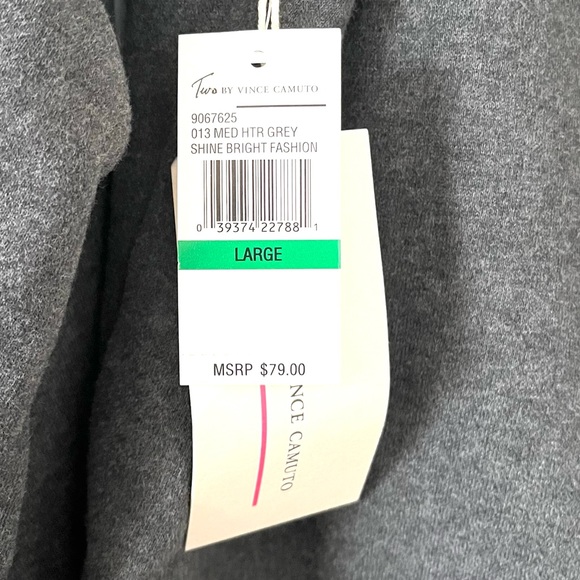 Two BY VINCE CAMUTO
9067625
013 MED HTR GREY
SHINE BRIGHT FASHION
0 39374 22788 1
LARGE
MSRP $79.00
NCE CAMUTO